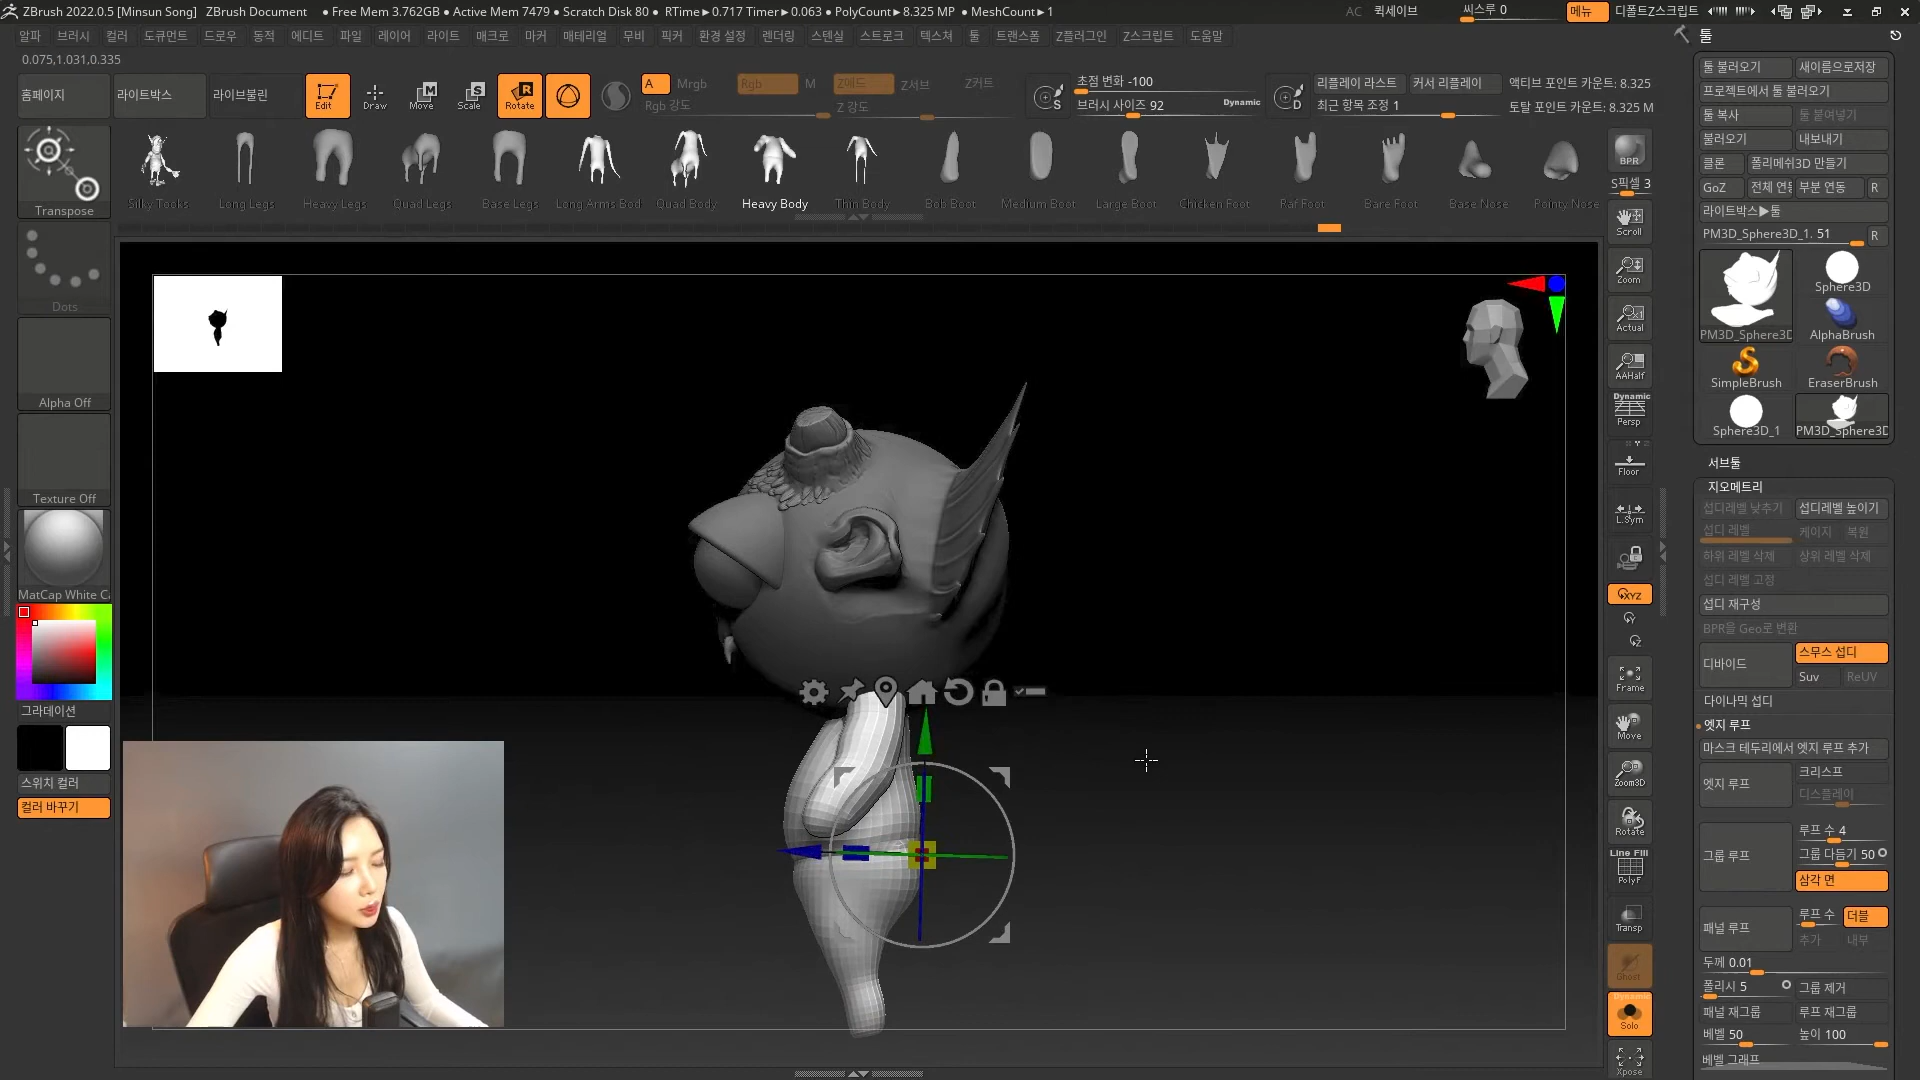 ZBrush 2022.0.5 [Minsun Song] ZBrush Document ● Free Mem 3.762GB ● Active Mem 7479 ● Scratch Disk 80 ● RTime►0.717 Timer►0.063 ● PolyCount►8.325 MP ● MeshCount►1 AC 퀵세이브 씨스루 0 메뉴 디폴트Z스크립트
알파 브러시 컬러 도큐먼트 드로우 동적 에디트 파일 레이어 라이트 매크로 마커 매테리얼 무비 픽커 환경 설정 렌더링 스텐실 스트로크 텍스쳐 툴 트랜스폼 Z플러그인 Z스크립트 도움말
0.075,1.031,0.335
홈페이지 라이트박스 라이브불린 Edit Draw Move Scale Rotate
A Mrgb Rgb M Z애드 Z서브 Z커트
Rgb 강도 Z 강도
초점 변화 -100
브러시 사이즈 92 Dynamic
리플레이 라스트 커서 리플레이 액티브 포인트 카운트: 8.325
최근 항목 조정 1 토탈 포인트 카운트: 8.325 M
Silky Tooks Long Legs Heavy Legs Quad Legs Base Legs Long Arms Bod Quad Body Heavy Body Thin Body Bob Boot Medium Boot Large Boot Chicken Foot Raf Foot Bare Foot Base Nose Pointy Nose
Transpose
Dots
Alpha Off
Texture Off
MatCap White Ca
그라데이션
스위치 컬러
컬러 바꾸기
BPR
S픽셀 3
Scroll
Zoom
Actual
AAHalf
Dynamic
Persp
Floor
L.Sym
XYZ
Frame
Move
Zoom3D
Rotate
Line Fill
PolyF
Transp
Ghost
Dynamic
Solo
Xpose
툴
툴 불러오기 새이름으로저장
프로젝트에서 툴 불러오기
툴 복사 툴 붙여넣기
불러오기 내보내기
클론 폴리메쉬3D 만들기
GoZ 전체 연동 부분 연동 R
라이트박스▶툴
PM3D_Sphere3D_1. 51 R
PM3D_Sphere3D Sphere3D
AlphaBrush
SimpleBrush EraserBrush
Sphere3D_1 PM3D_Sphere3D
서브툴
지오메트리
섭디레벨 낮추기 섭디레벨 높이기
섭디 레벨 케이지 복원
하위 레벨 삭제 상위 레벨 삭제
섭디 레벨 고정
섭디 재구성
BPR을 Geo로 변환
디바이드 스무스 섭디
Suv ReUV
다이나믹 섭디
엣지 루프
마스크 테두리에서 엣지 루프 추가
엣지 루프 크리스프
디스플레이
그룹 루프 루프 수 4
그룹 다듬기 50
삼각 면
패널 루프 루프 수 더블
추가 내부
두께 0.01
폴리시 5 그룹 제거
패널 재그룹 루프 재그룹
베벨 50 높이 100
베벨 그래프